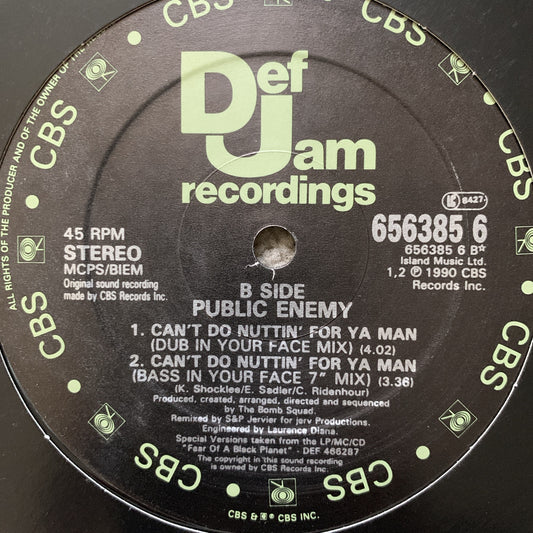 ALL RIGHTS OF THE PRODUCER AND OF THE OWNER OF THE
CBS
CBS
CBS
CBS
CBS
CBS
CBS
CBS
Def
Jam
recordings
8427
45 RPM
STEREO
MCPS/BIEM
Original sound recording
made by CBS Records Inc.
656385 6
656385 6 B*
Island Music Ltd.
1,2 ℗ 1990 CBS
Records Inc.
B SIDE
PUBLIC ENEMY
1. CAN'T DO NUTTIN' FOR YA MAN
(DUB IN YOUR FACE MIX) (4.02)
2. CAN'T DO NUTTIN' FOR YA MAN
(BASS IN YOUR FACE 7" MIX) (3.36)
(K. Shocklee/E. Sadler/C. Ridenhour)
Produced, created, arranged, directed and sequenced
by The Bomb Squad.
Remixed by S&P Jervier for jerv Productions.
Engineered by Laurence Diana.
Special Versions taken from the LP/MC/CD
"Fear Of A Black Planet" - DEF 466287
The copyright in this sound recording
is owned by CBS Records Inc.
CBS & ® CBS INC.